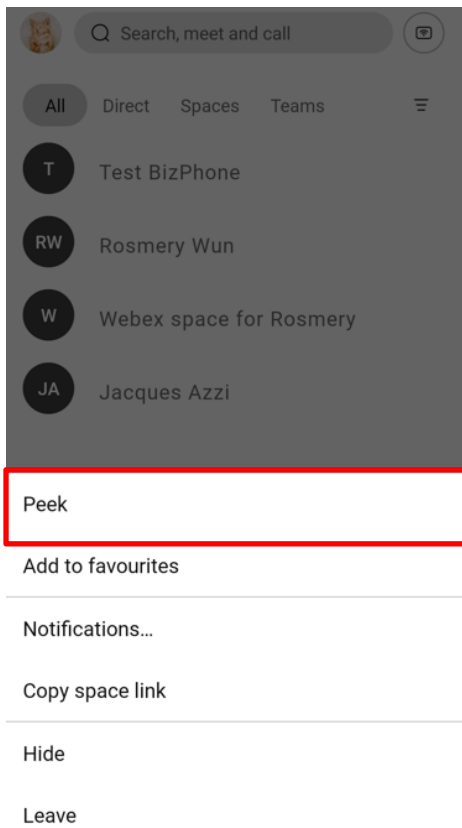 Search, meet and call
All Direct Spaces Teams
T Test BizPhone
RW Rosmery Wun
W Webex space for Rosmery
JA Jacques Azzi
Peek
Add to favourites
Notifications...
Copy space link
Hide
Leave